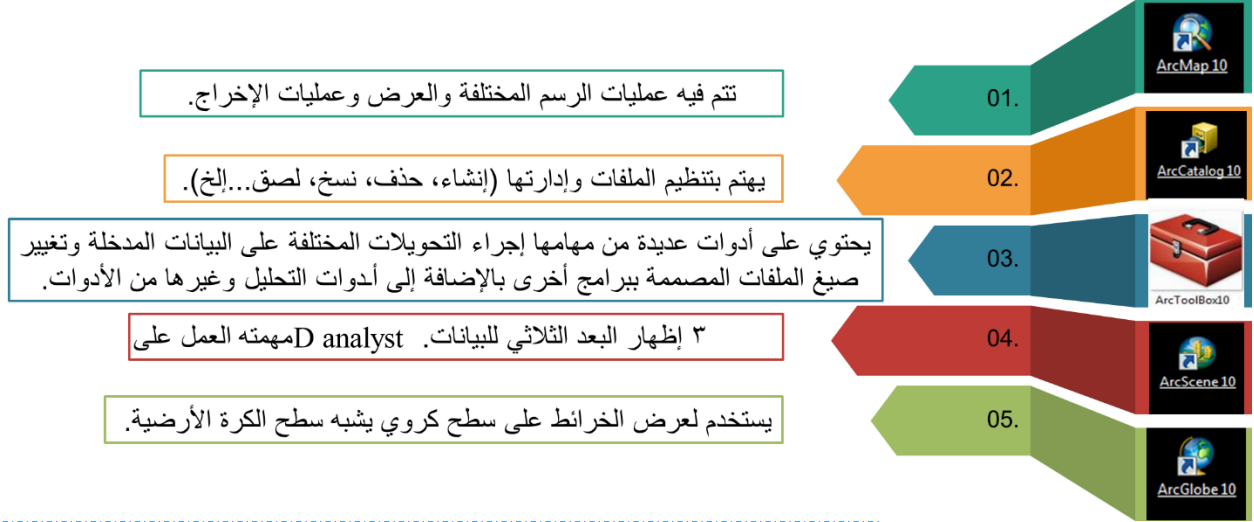 ArcMap 10
01.
تتم فيه عمليات الرسم المختلفة والعرض وعمليات الإخراج.
ArcCatalog 10
02.
يهتم بتنظيم الملفات وإدارتها (إنشاء، حذف، نسخ، لصق...إلخ).
ArcToolBox10
03.
يحتوي على أدوات عديدة من مهامها إجراء التحويلات المختلفة على البيانات المدخلة وتغيير
صيغ الملفات المصممة ببرامج أخرى بالإضافة إلى أدوات التحليل وغيرها من الأدوات.
ArcScene 10
04.
٣ إظهار البعد الثلاثي للبيانات. D analystمهمته العمل على
ArcGlobe 10
05.
يستخدم لعرض الخرائط على سطح كروي يشبه سطح الكرة الأرضية.